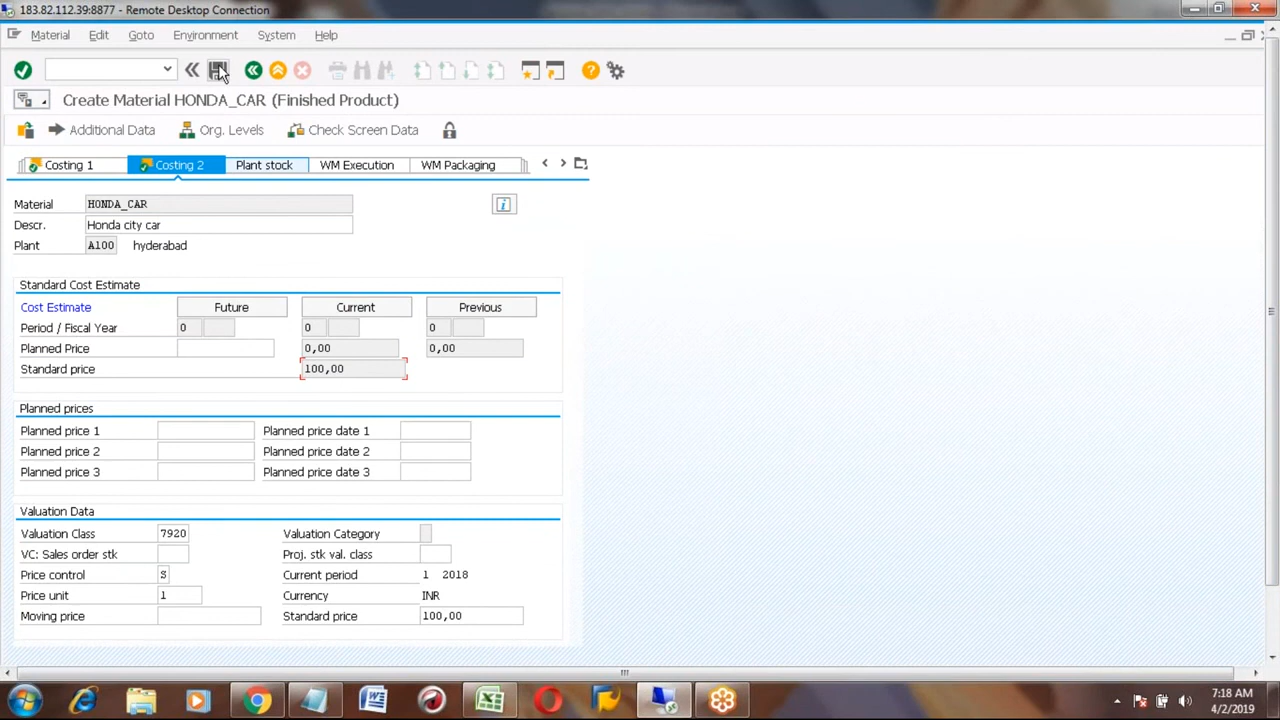 183.82.112.39:8877 - Remote Desktop Connection
Material Edit Goto Environment System Help
Create Material HONDA_CAR (Finished Product)
Additional Data Org. Levels Check Screen Data
Costing 1 Costing 2 Plant stock WM Execution WM Packaging
Material HONDA_CAR
Descr. Honda city car
Plant A100 hyderabad
Standard Cost Estimate
Cost Estimate Future Current Previous
Period / Fiscal Year 0 0 0
Planned Price 0,00 0,00
Standard price 100,00
Planned prices
Planned price 1 Planned price date 1
Planned price 2 Planned price date 2
Planned price 3 Planned price date 3
Valuation Data
Valuation Class 7920 Valuation Category
VC: Sales order stk Proj. stk val. class
Price control S Current period 1 2018
Price unit 1 Currency INR
Moving price Standard price 100,00
7:18 AM
4/2/2019